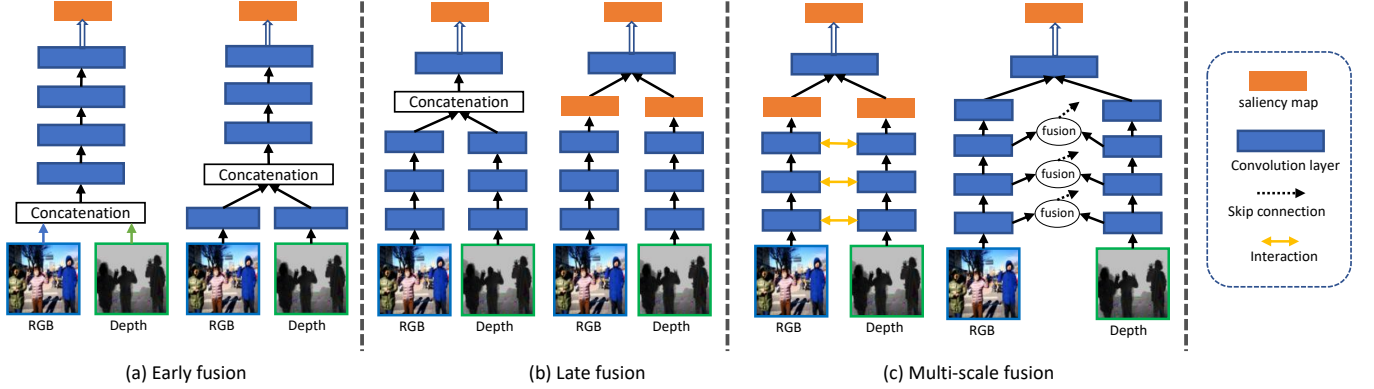 Concatenation
RGB
Depth
Concatenation
RGB
Depth
(a) Early fusion
Concatenation
RGB
Depth
RGB
Depth
(b) Late fusion
RGB
Depth
fusion
fusion
fusion
RGB
Depth
(c) Multi-scale fusion
saliency map
Convolution layer
Skip connection
Interaction